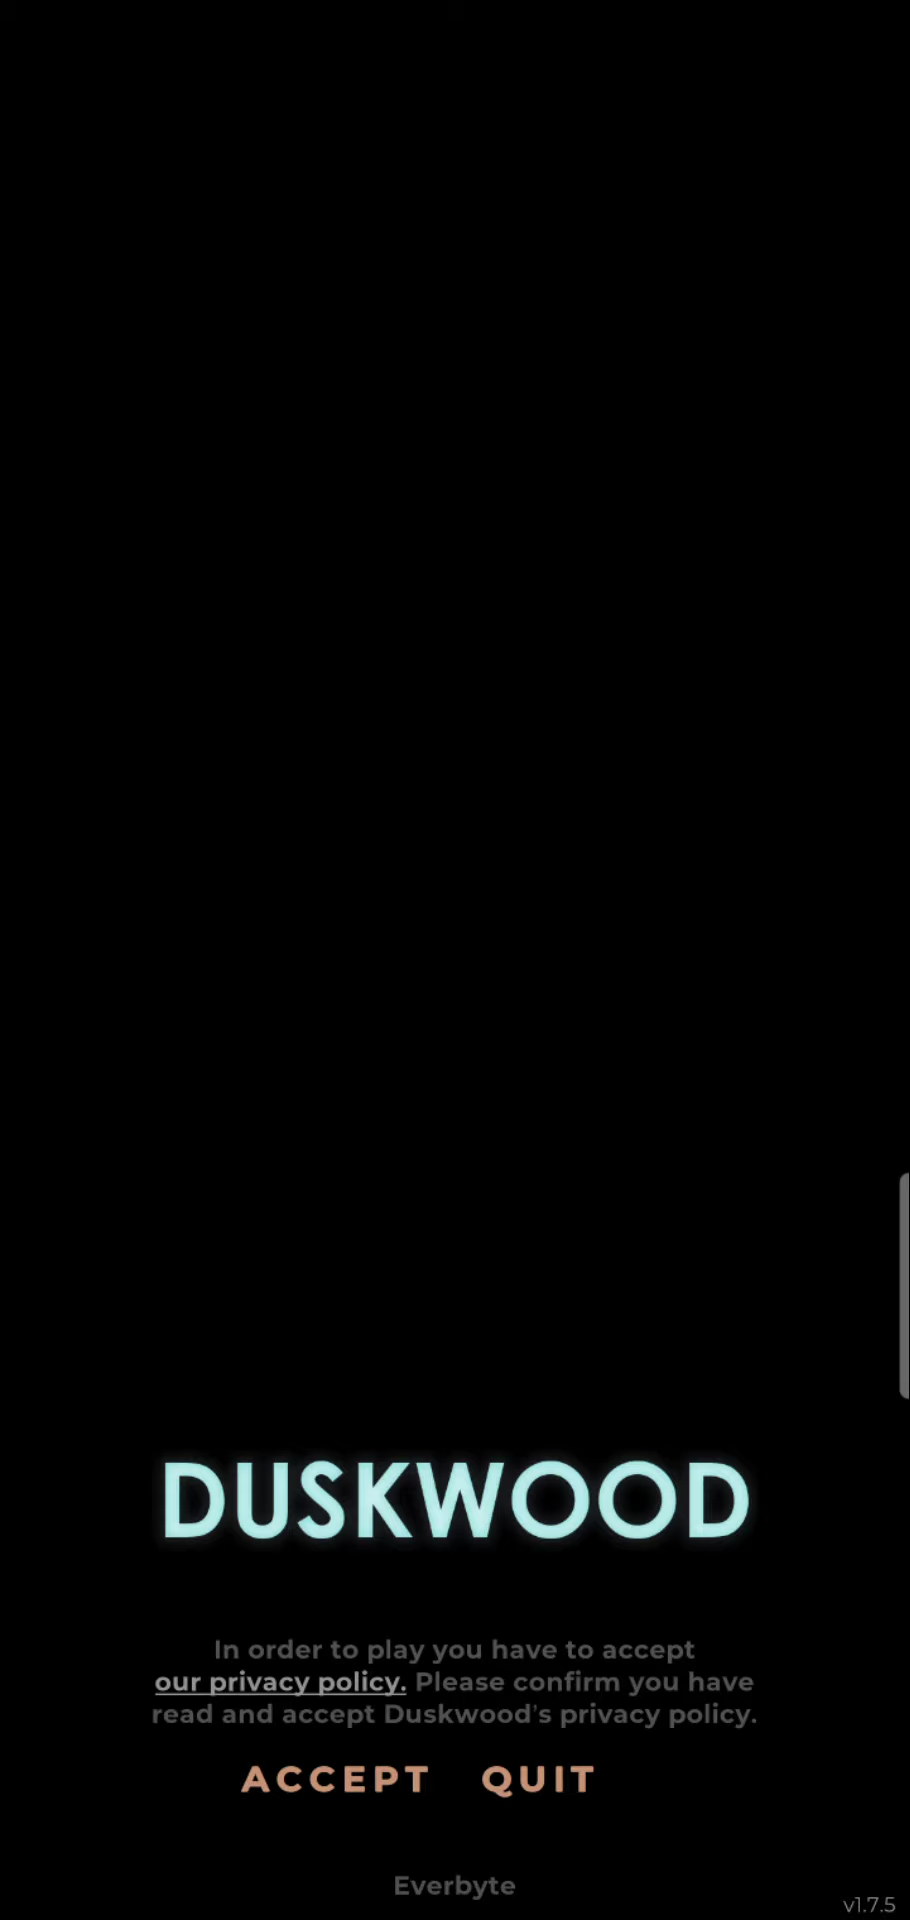 DUSKWOOD
In order to play you have to accept
our privacy policy. Please confirm you have
read and accept Duskwood's privacy policy.
ACCEPT QUIT
Everbyte
v1.7.5